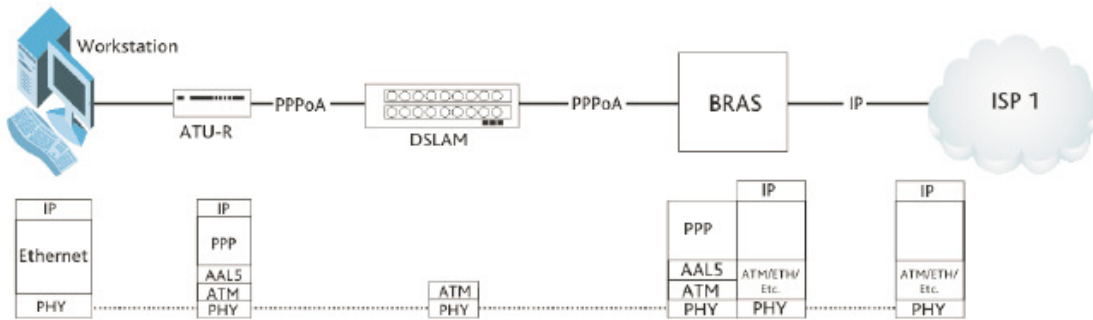 Workstation
ATU-R
PPPoA
DSLAM
PPPoA
BRAS
IP
ISP 1
IP
Ethernet
PHY
IP
PPP
AAL5
ATM
PHY
ATM
PHY
PPP
AAL5
ATM
PHY
IP
ATM/ETH/
Etc.
PHY
IP
ATM/ETH/
Etc.
PHY